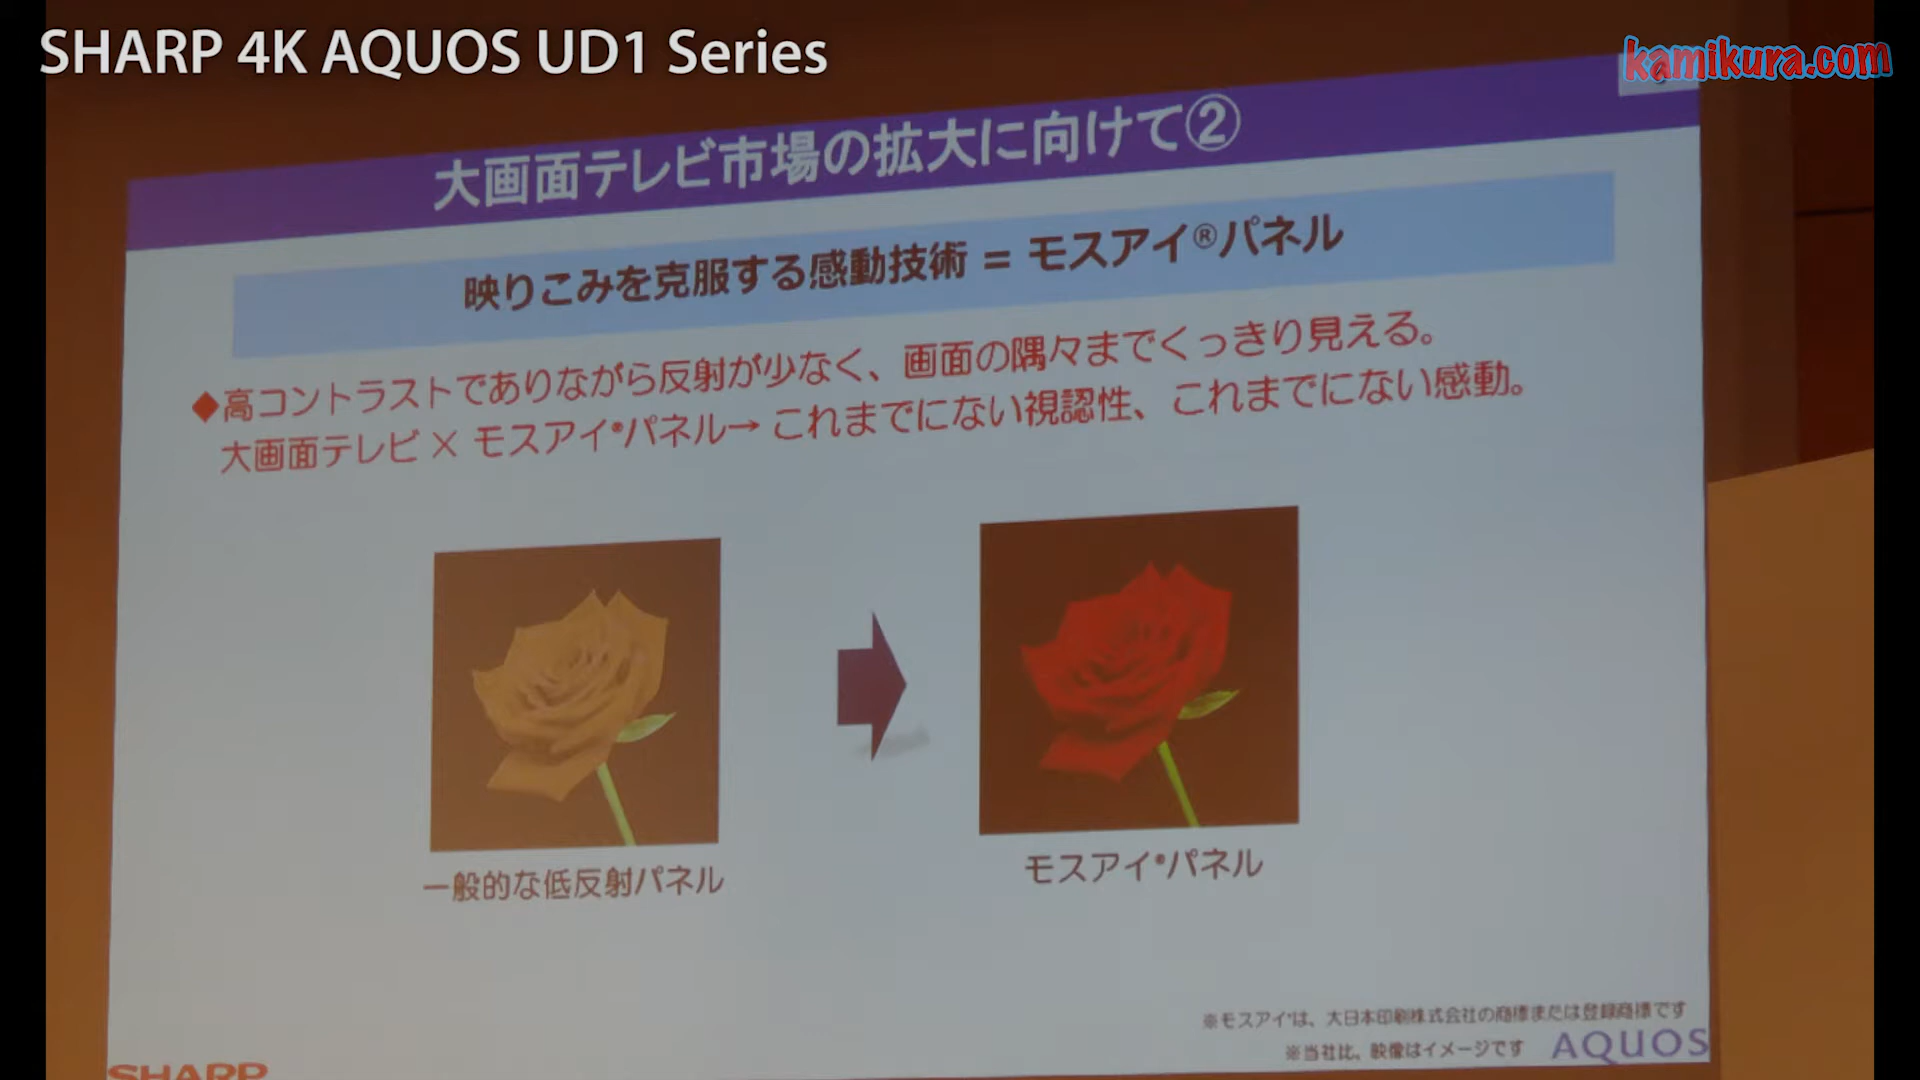 SHARP 4K AQUOS UD1 Series
kamikura.com
大画面テレビ市場の拡大に向けて②
映りこみを克服する感動技術 = モスアイ®パネル
◆高コントラストでありながら反射が少なく、画面の隅々までくっきり見える。
大画面テレビ × モスアイ®パネル→ これまでにない視認性、これまでにない感動。
一般的な低反射パネル
モスアイ®パネル
※モスアイ®は、大日本印刷株式会社の商標または登録商標です
※当社比、映像はイメージです
AQUOS
SHARP